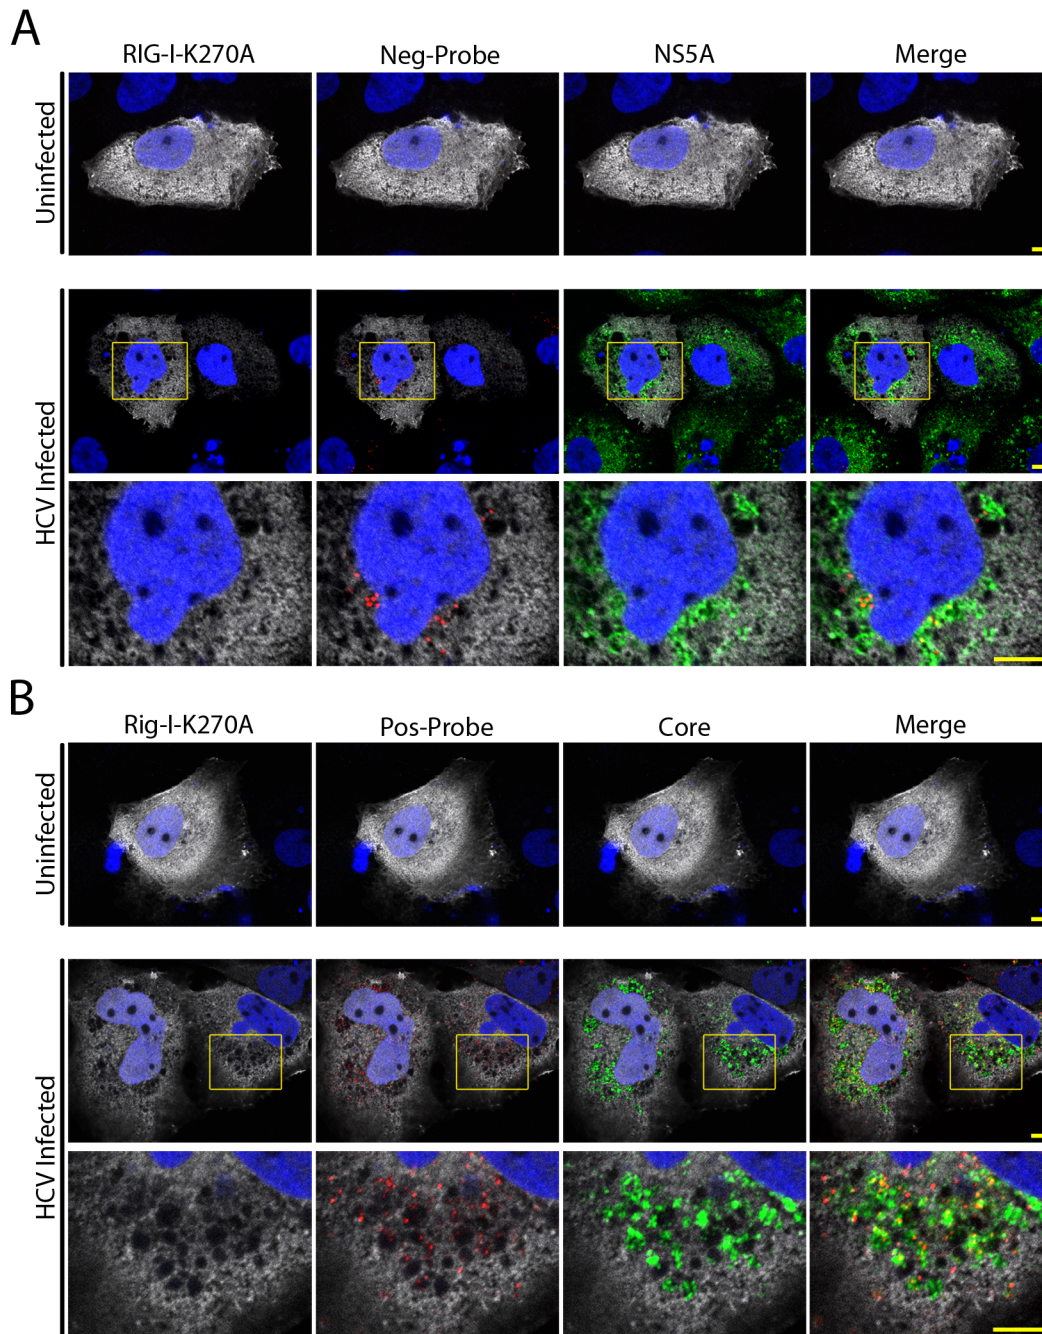 A
RIG-I-K270A
Neg-Probe
NS5A
Merge
Uninfected
HCV Infected
B
Rig-I-K270A
Pos-Probe
Core
Merge
Uninfected
HCV Infected